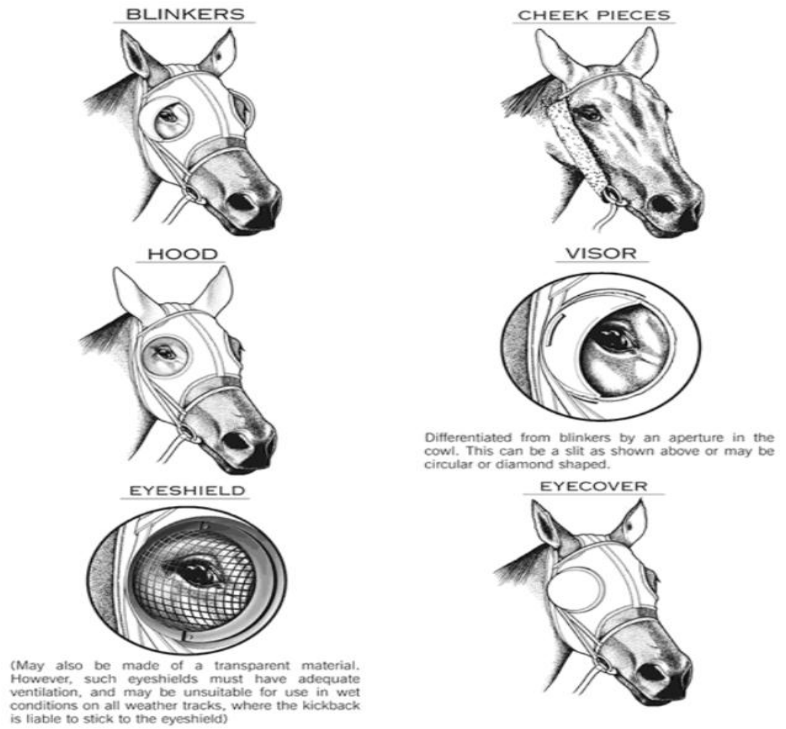 BLINKERS
CHEEK PIECES
HOOD
VISOR
Differentiated from blinkers by an aperture in the
cowl. This can be a slit as shown above or may be
circular or diamond shaped.
EYESHIELD
(May also be made of a transparent material.
However, such eyeshields must have adequate
ventilation, and may be unsuitable for use in wet
conditions on all weather tracks, where the kickback
is liable to stick to the eyeshield)
EYECOVER